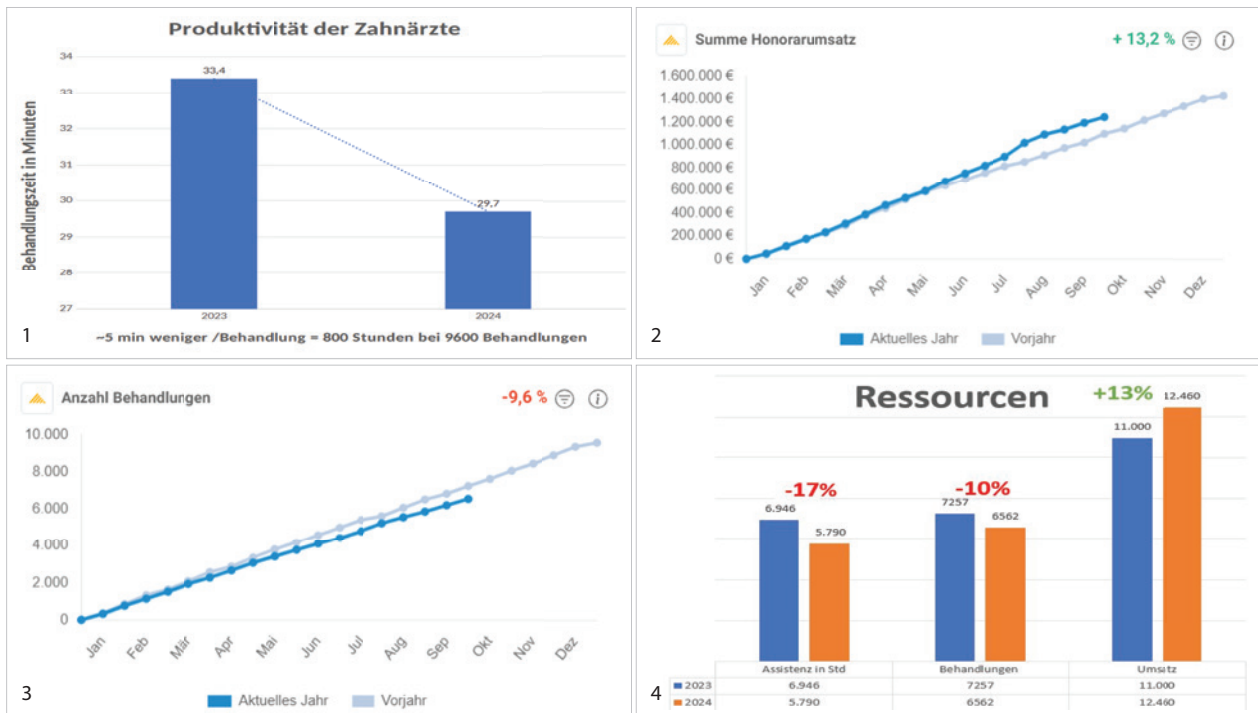 Produktivität der Zahnärzte
Behandlungszeit in Minuten
34
33
32
31
30
29
28
27
33,4
29,7
2023
2024
~5 min weniger /Behandlung = 800 Stunden bei 9600 Behandlungen
1
Summe Honorarumsatz
+ 13,2 %
1.600.000 €
1.400.000 €
1.200.000 €
1.000.000 €
800.000 €
600.000 €
400.000 €
200.000 €
0 €
Jan
Feb
Mär
Apr
Mai
Jun
Jul
Aug
Sep
Okt
Nov
Dez
Aktuelles Jahr
Vorjahr
2
Anzahl Behandlungen
-9,6 %
10.000
8.000
6.000
4.000
2.000
0
Jan
Feb
Mär
Apr
Mai
Jun
Jul
Aug
Sep
Okt
Nov
Dez
Aktuelles Jahr
Vorjahr
3
Ressourcen
+13%
-17%
-10%
6.946
5.790
7257
6562
11.000
12.460
Assistenz in Std Behandlungen Umsatz
2023 6.946 7257 11.000
2024 5.790 6562 12.460
4